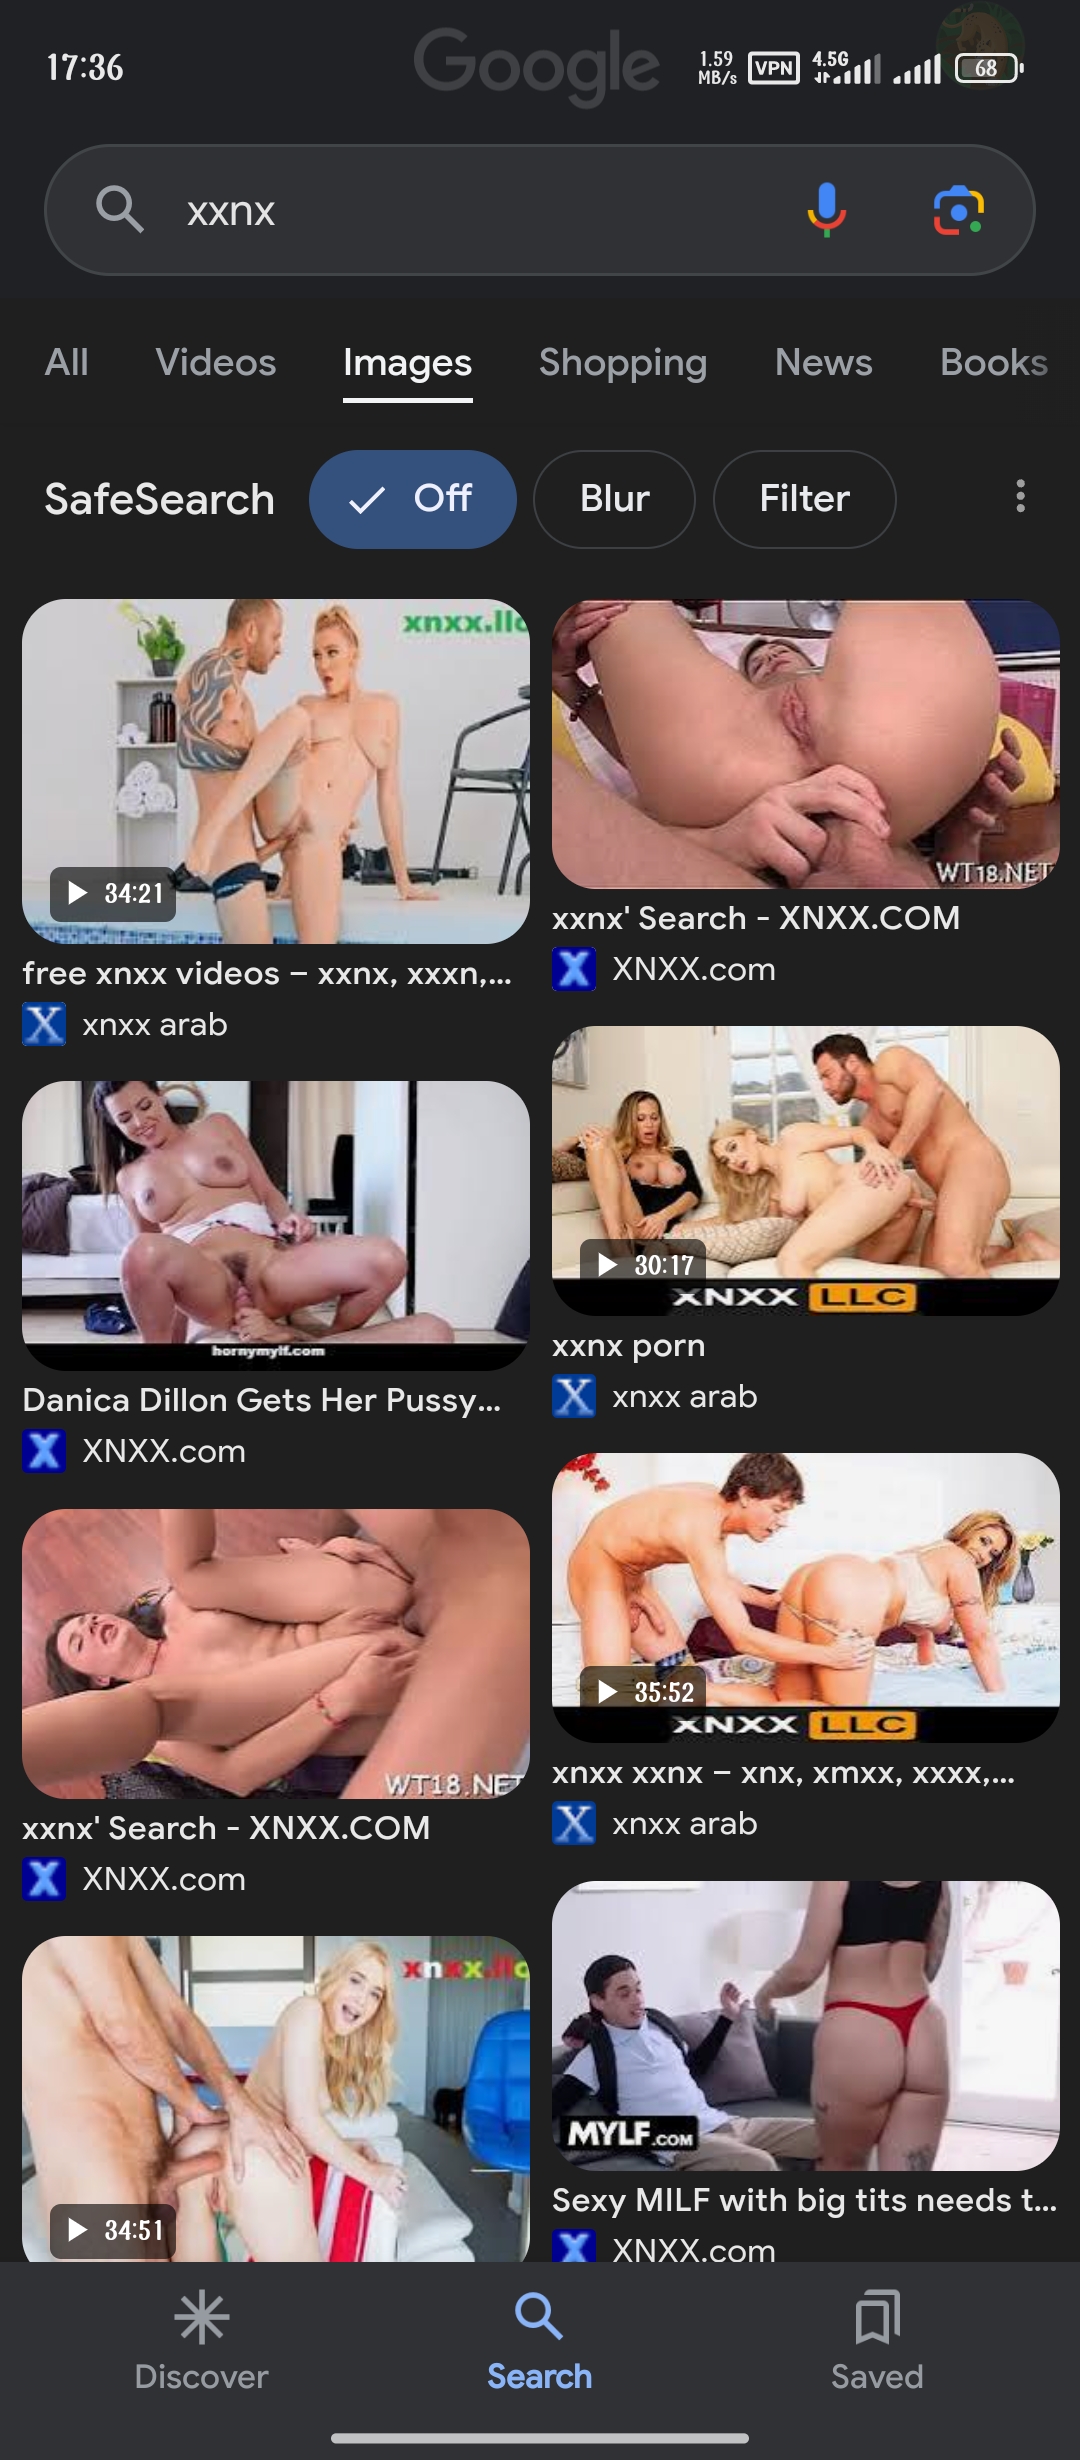 17:36
Google
1.59 MB/s VPN 4.5G 68
xxnx
All Videos Images Shopping News Books
SafeSearch Off Blur Filter
xnxx.llc
34:21
free xnxx videos – xxnx, xxxn,...
xnxx arab
WT18.NET
xxnx' Search - XNXX.COM
XNXX.com
hornymylf.com
Danica Dillon Gets Her Pussy...
XNXX.com
30:17
XNXX LLC
xxnx porn
xnxx arab
WT18.NET
xxnx' Search - XNXX.COM
XNXX.com
35:52
XNXX LLC
xnxx xxnx – xnx, xmxx, xxxx,...
xnxx arab
xnxx.llc
34:51
MYLF.COM
Sexy MILF with big tits needs t...
XNXX.com
Discover Search Saved